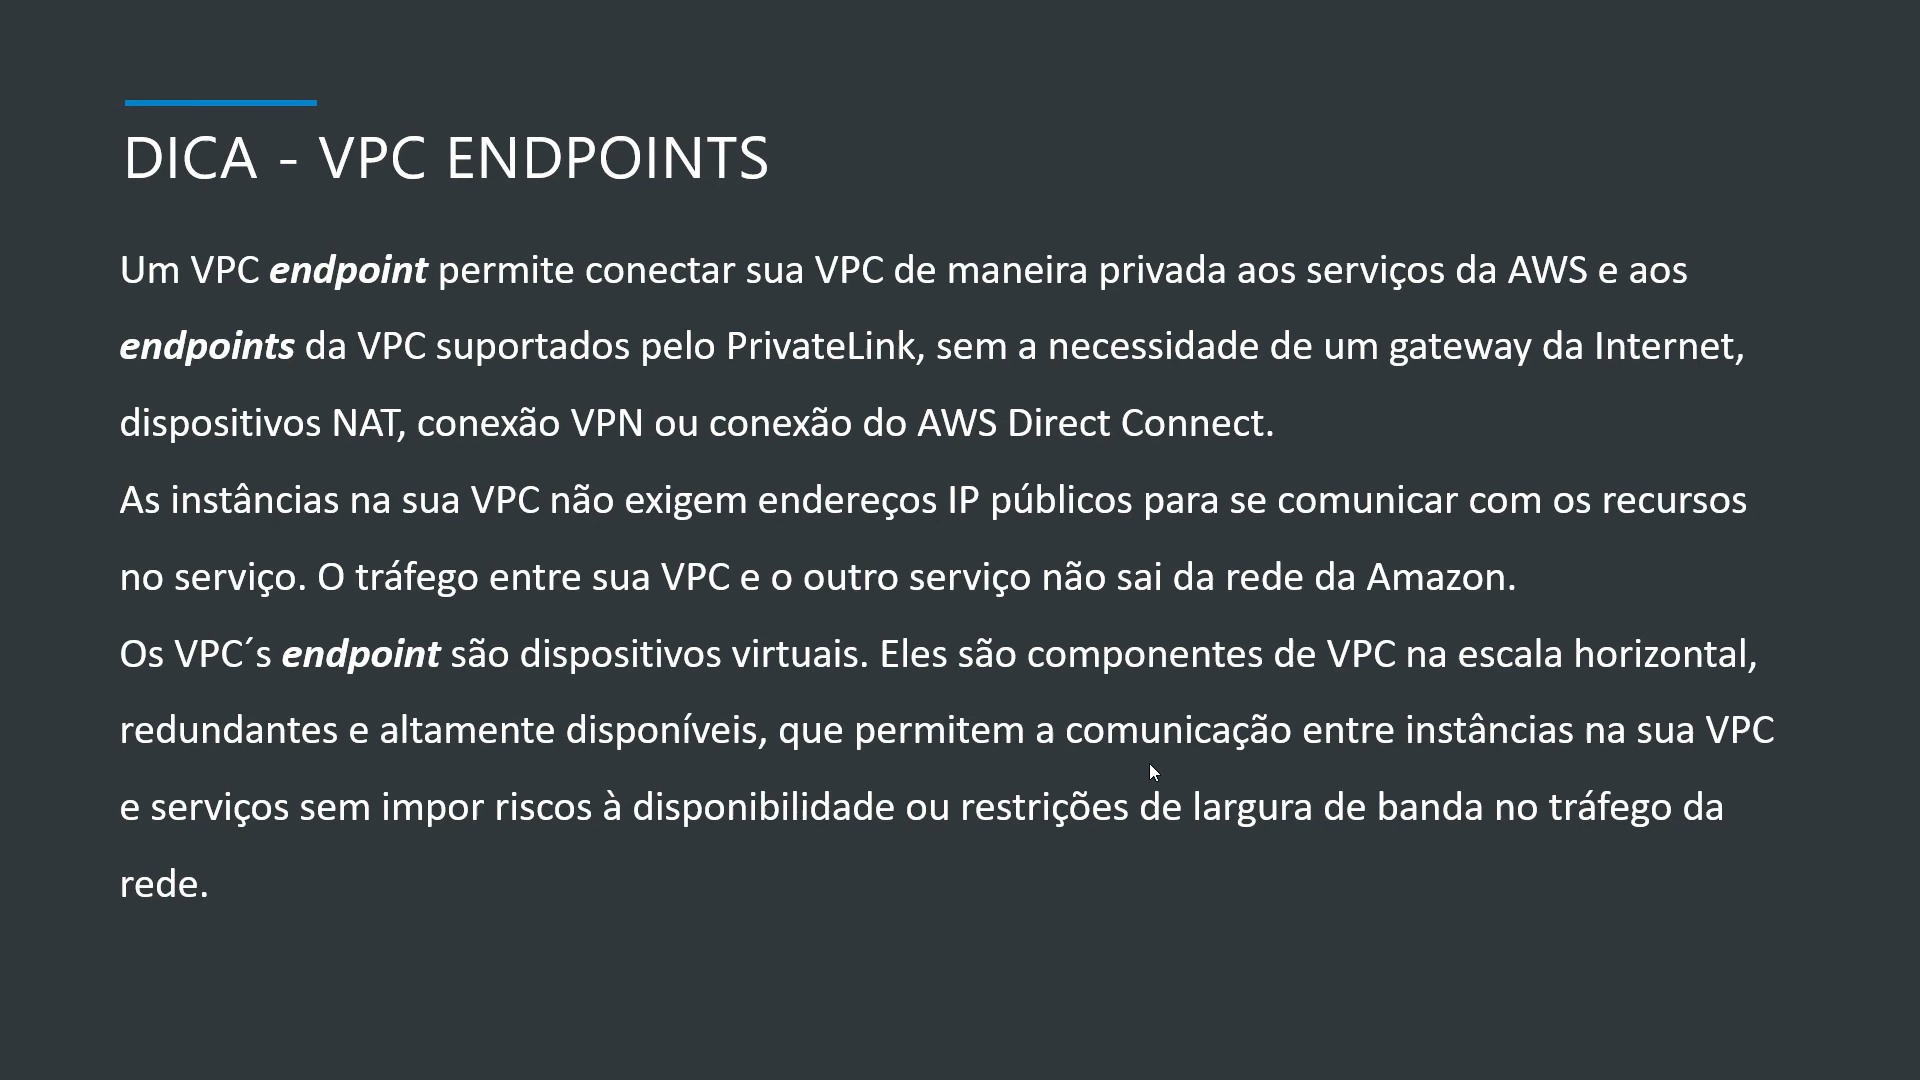 DICA - VPC ENDPOINTS
Um VPC endpoint permite conectar sua VPC de maneira privada aos serviços da AWS e aos
endpoints da VPC suportados pelo PrivateLink, sem a necessidade de um gateway da Internet,
dispositivos NAT, conexão VPN ou conexão do AWS Direct Connect.
As instâncias na sua VPC não exigem endereços IP públicos para se comunicar com os recursos
no serviço. O tráfego entre sua VPC e o outro serviço não sai da rede da Amazon.
Os VPC´s endpoint são dispositivos virtuais. Eles são componentes de VPC na escala horizontal,
redundantes e altamente disponíveis, que permitem a comunicação entre instâncias na sua VPC
e serviços sem impor riscos à disponibilidade ou restrições de largura de banda no tráfego da
rede.